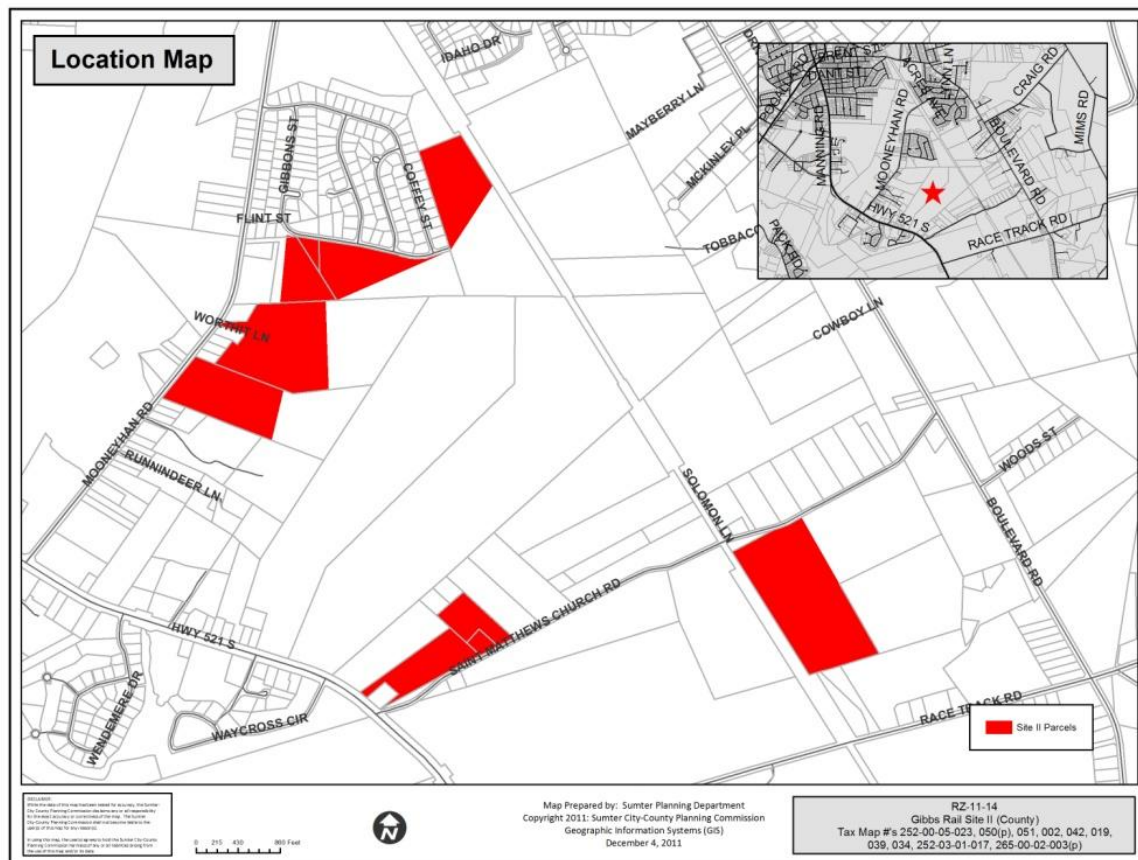 Location Map
IDAHO DR
MAYBERRY LN
MCKINLEY PL
GIBBONS ST
COFFEY ST
FLINT ST
WORTHIT LN
MOONEYHAN RD
RUNNINDEER LN
COWBOY LN
WOODS ST
SOLOMON LN
BOULEVARD RD
SAINT MATTHEWS CHURCH RD
HWY 521 S
WENDEMERE DR
WAYCROSS CIR
RACE TRACK RD
MANNING RD
MOONEYHAN RD
CRAIG RD
MIMS RD
BOULEVARD RD
HWY 521 S
RACE TRACK RD
PACK RD
Site II Parcels
DISCLAIMER:
0 215 430 860 Feet
N
Map Prepared by: Sumter Planning Department
Copyright 2011: Sumter City-County Planning Commission
Geographic Information Systems (GIS)
December 4, 2011
RZ-11-14
Gibbs Rail Site II (County)
Tax Map #'s 252-00-05-023, 050(p), 051, 002, 042, 019,
039, 034, 252-03-01-017, 265-00-02-003(p)